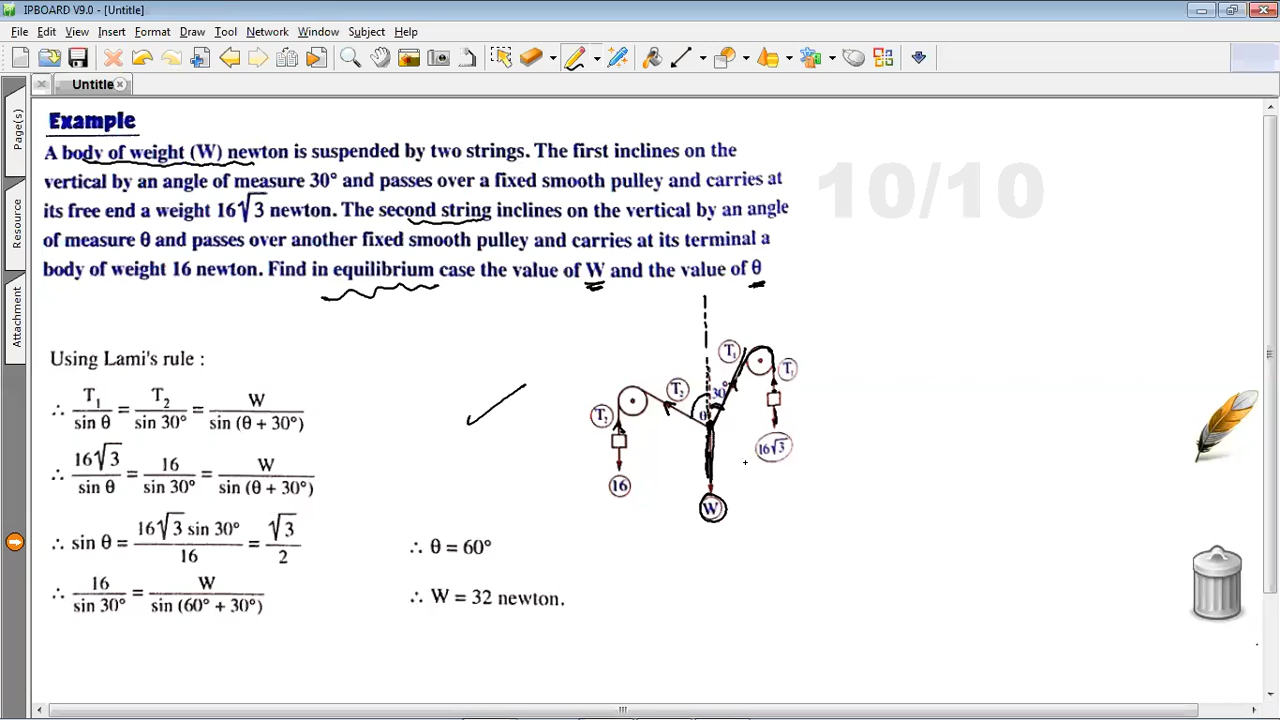 IPBOARD V9.0 - [Untitle]
File Edit View Insert Format Draw Tool Network Window Subject Help
Untitle
Page(s)
Resource
Attachment
10/10
Example
A body of weight (W) newton is suspended by two strings. The first inclines on the
vertical by an angle of measure 30° and passes over a fixed smooth pulley and carries at
its free end a weight 16√3 newton. The second string inclines on the vertical by an angle
of measure θ and passes over another fixed smooth pulley and carries at its terminal a
body of weight 16 newton. Find in equilibrium case the value of W and the value of θ
Using Lami's rule :
∴ T₁/sin θ = T₂/sin 30° = W/sin (θ + 30°)
∴ 16√3/sin θ = 16/sin 30° = W/sin (θ + 30°)
∴ sin θ = 16√3 sin 30°/16 = √3/2 ∴ θ = 60°
∴ 16/sin 30° = W/sin (60° + 30°) ∴ W = 32 newton.
T₁
T₁
T₂
T₂
30°
θ
16√3
16
W